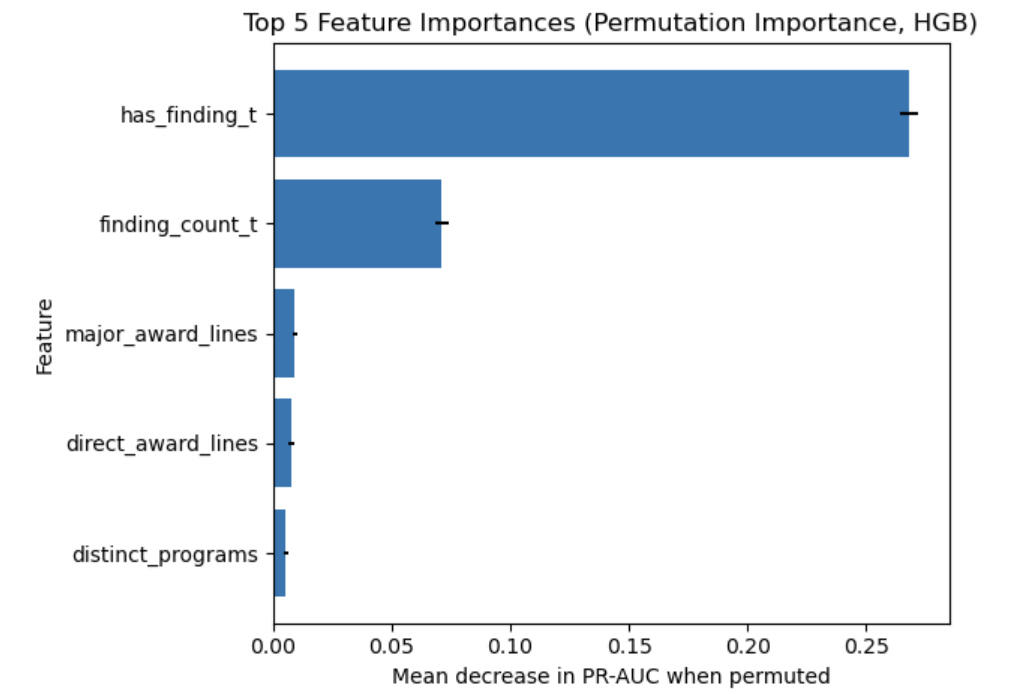 Top 5 Feature Importances (Permutation Importance, HGB)
has_finding_t
finding_count_t
major_award_lines
direct_award_lines
distinct_programs
Feature
0.00 0.05 0.10 0.15 0.20 0.25
Mean decrease in PR-AUC when permuted